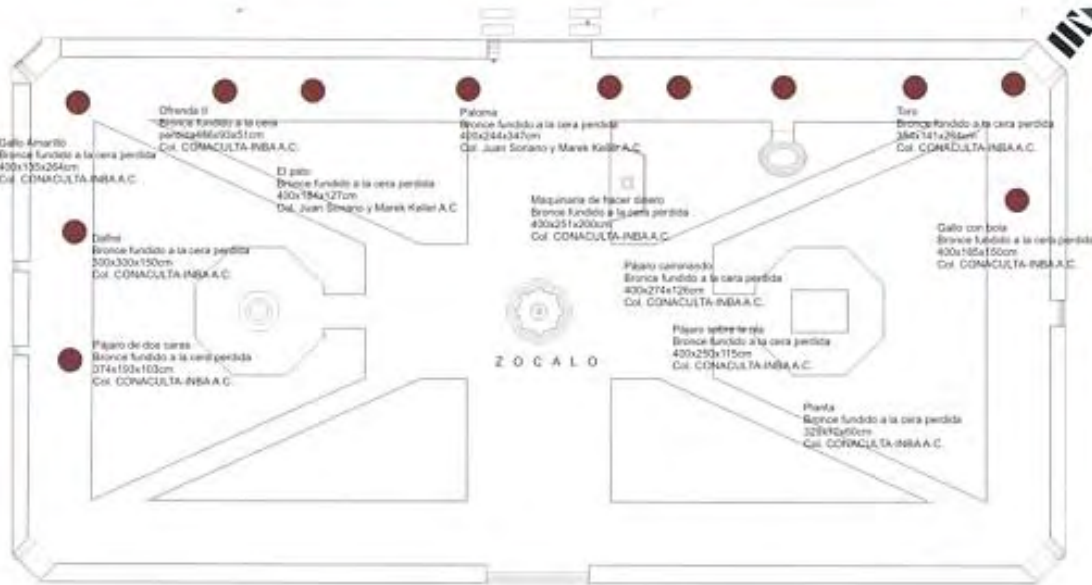 Ofrenda II
Bronce fundido a la cera
Col. CONACULTA-INBA A.C.
Paloma
Bronce fundido a la cera perdida
400x244x347cm
Col. Juan Soriano y Marek Keller A.C
Toro
Bronce fundido a la cera perdida
Col. CONACULTA-INBA A.C.
Gallo Amarillo
Bronce fundido a la cera perdida
400x135x264cm
Col. CONACULTA-INBA A.C.
El pato
Bronce fundido a la cera perdida
400x184x127cm
Col. Juan Soriano y Marek Keller A.C
Maquinaria de hacer dinero
Bronce fundido a la cera perdida
400x251x200cm
Col. CONACULTA-INBA A.C.
Gallo con bola
Bronce fundido a la cera perdida
400x185x150cm
Col. CONACULTA-INBA A.C.
Dafne
Bronce fundido a la cera perdida
300x300x150cm
Col. CONACULTA-INBA A.C.
Pájaro caminando
Bronce fundido a la cera perdida
400x274x126cm
Col. CONACULTA-INBA A.C.
Pájaro sobre la ola
Bronce fundido a la cera perdida
400x250x115cm
Col. CONACULTA-INBA A.C.
Pájaro de dos caras
Bronce fundido a la cera perdida
374x193x103cm
Col. CONACULTA-INBA A.C.
ZOCALO
Planta
Bronce fundido a la cera perdida
Col. CONACULTA-INBA A.C.